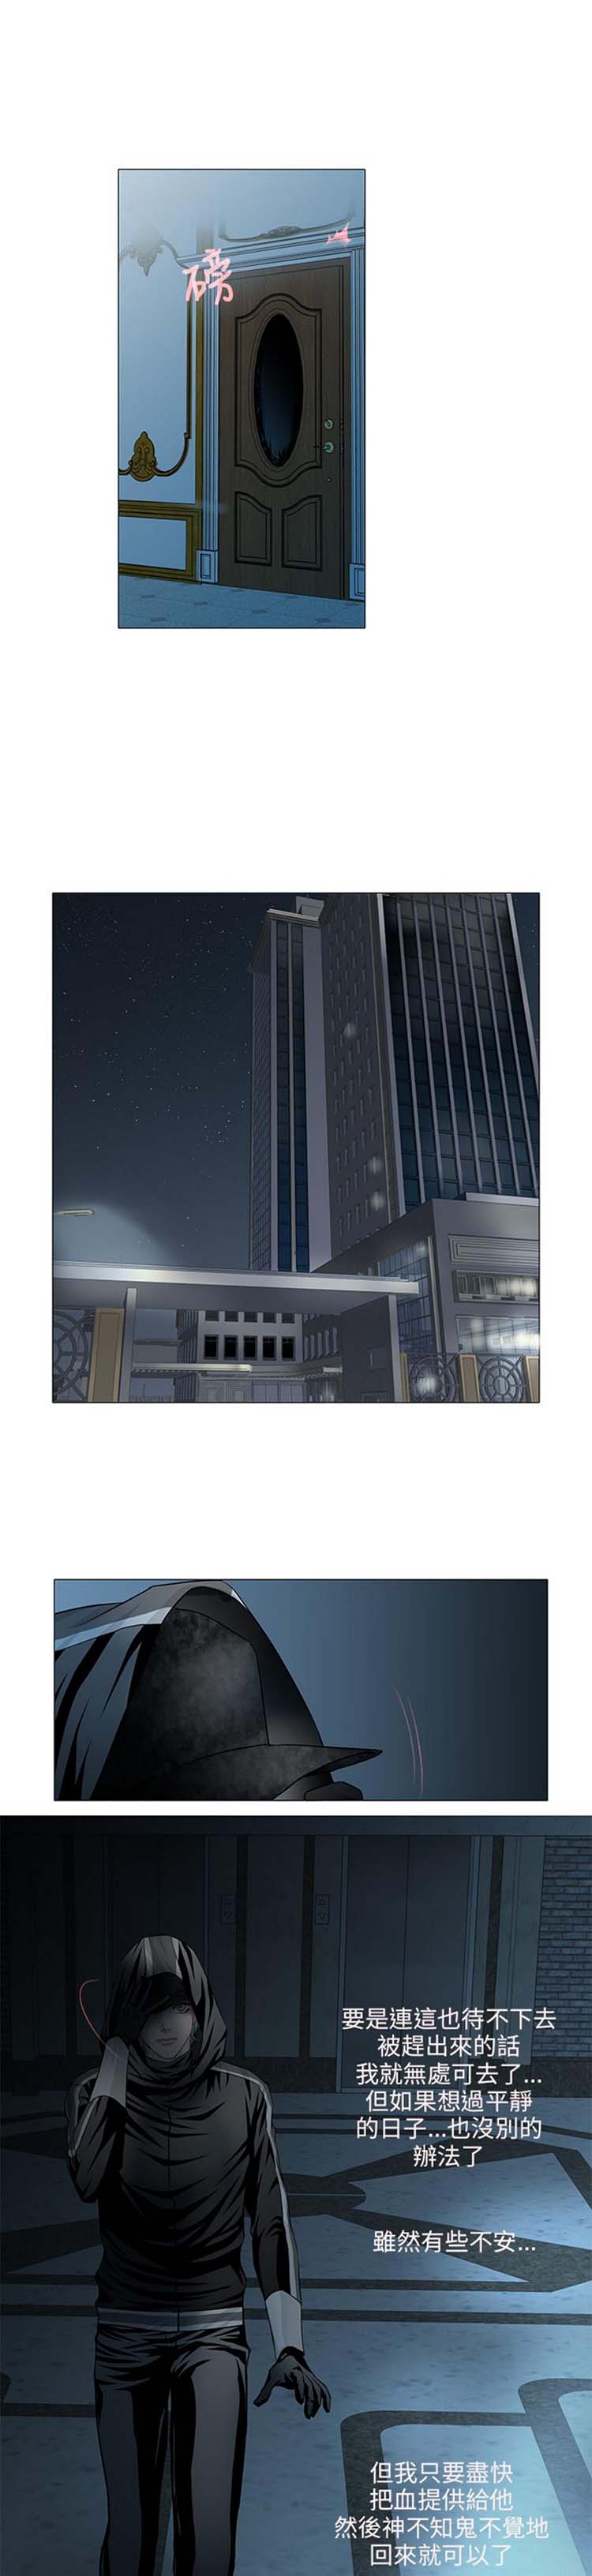 磅
要是連這也待不下去
被趕出來的話
我就無處可去了...
但如果想過平靜
的日子...也沒別的
辦法了
雖然有些不安...
但我只要盡快
把血提供給他
然後神不知鬼不覺地
回來就可以了